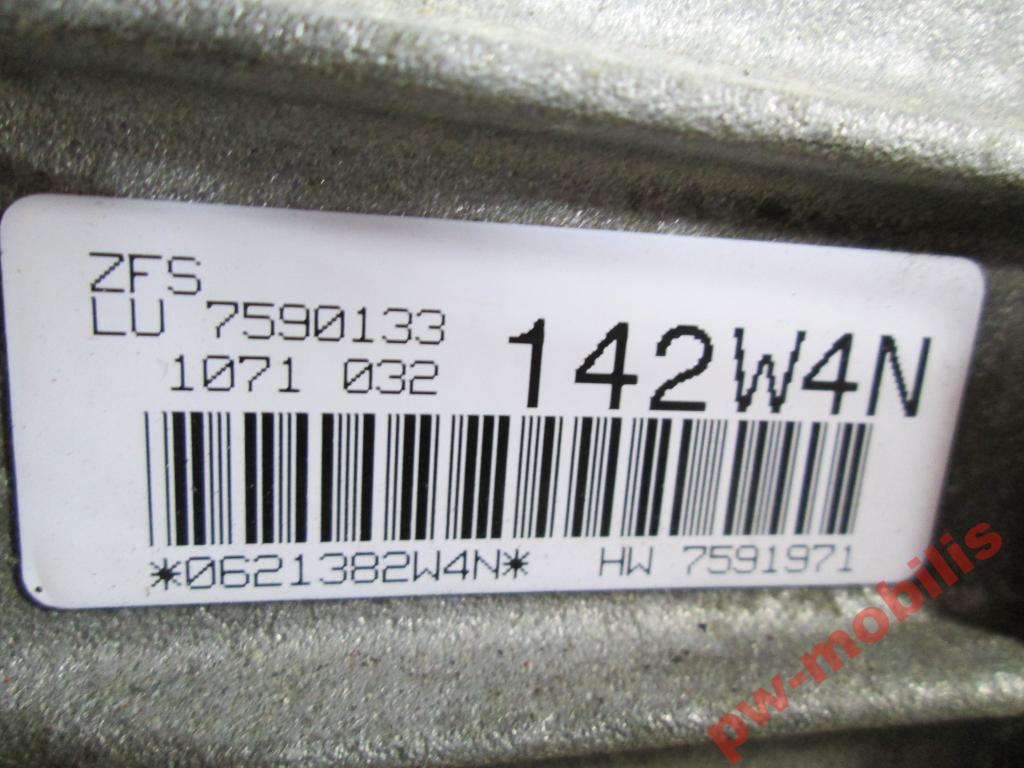 ZFS
LU 7590133
1071 032
142W4N
*0621382W4N* HW 7591971
pw-mobilis